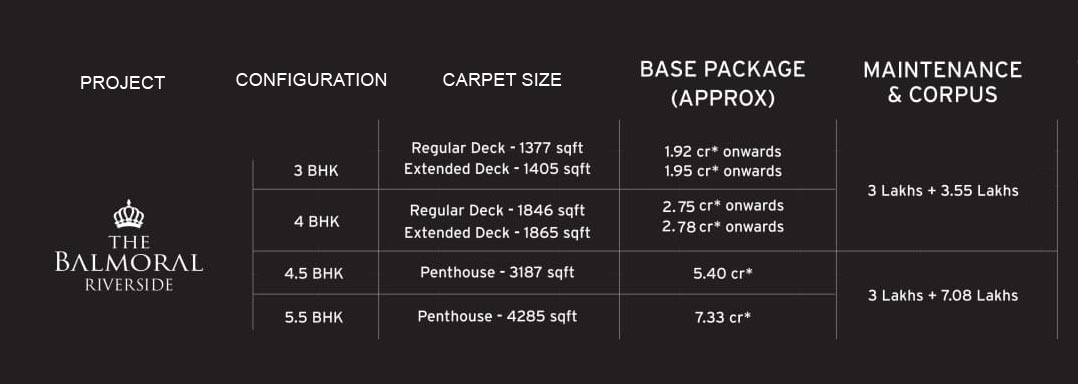 PROJECT
CONFIGURATION
CARPET SIZE
BASE PACKAGE
(APPROX)
MAINTENANCE
& CORPUS
THE
BALMORAL
RIVERSIDE
3 BHK
Regular Deck - 1377 sqft
Extended Deck - 1405 sqft
1.92 cr* onwards
1.95 cr* onwards
3 Lakhs + 3.55 Lakhs
4 BHK
Regular Deck - 1846 sqft
Extended Deck - 1865 sqft
2.75 cr* onwards
2.78 cr* onwards
4.5 BHK
Penthouse - 3187 sqft
5.40 cr*
3 Lakhs + 7.08 Lakhs
5.5 BHK
Penthouse - 4285 sqft
7.33 cr*